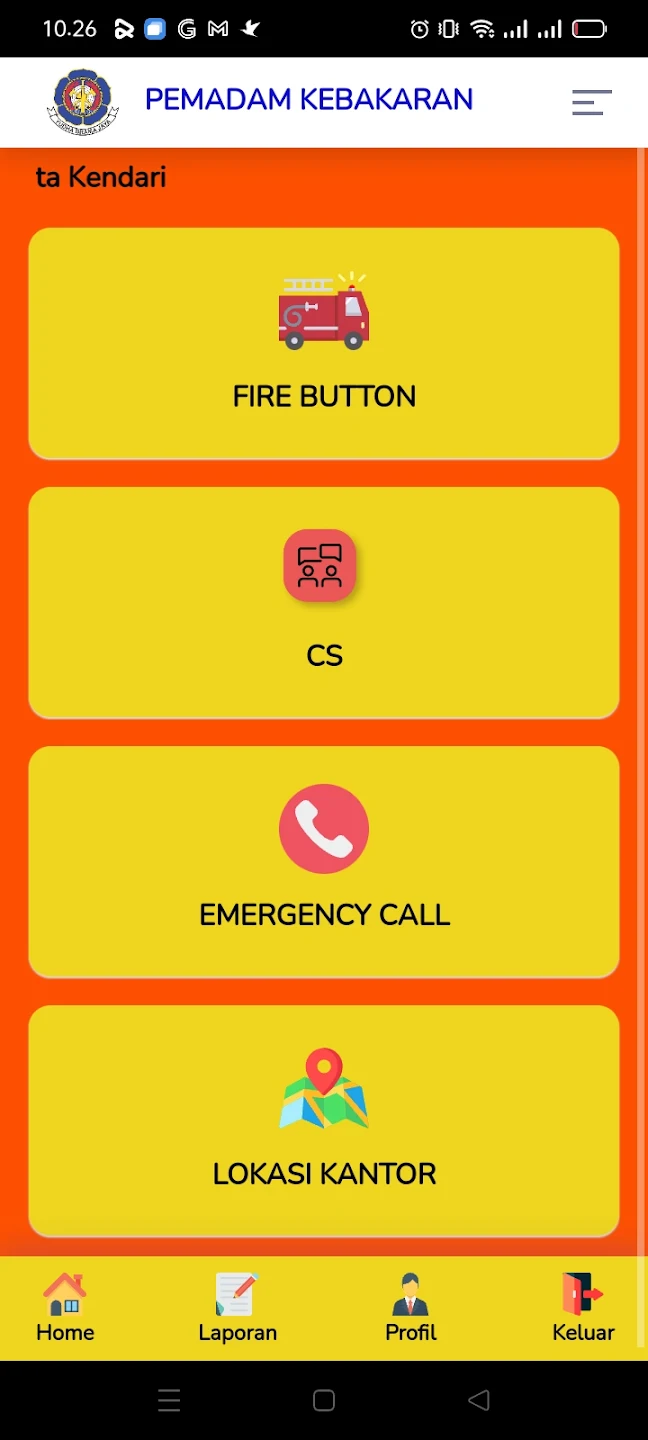 10.26
PEMADAM KEBAKARAN
ta Kendari
FIRE BUTTON
CS
EMERGENCY CALL
LOKASI KANTOR
Home Laporan Profil Keluar